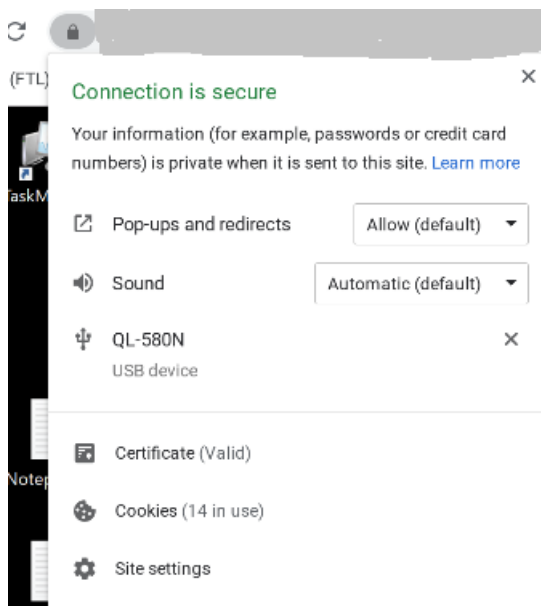 (FTL)
Connection is secure
Your information (for example, passwords or credit card
numbers) is private when it is sent to this site. Learn more
TaskM
Pop-ups and redirects Allow (default)
Sound Automatic (default)
QL-580N
USB device
Certificate (Valid)
Notep
Cookies (14 in use)
Site settings